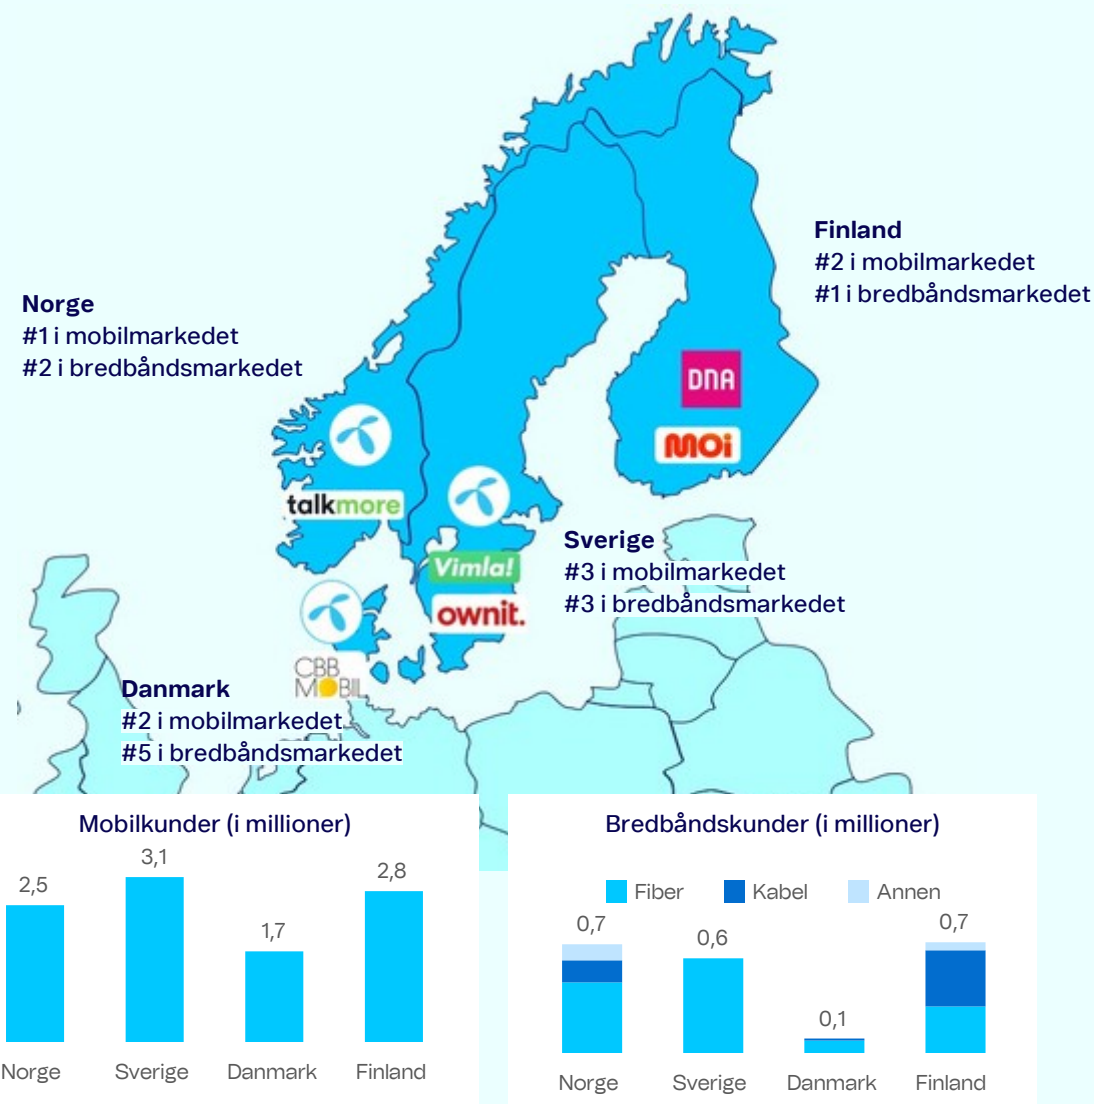 Finland
#2 i mobilmarkedet
#1 i bredbåndsmarkedet
Norge
#1 i mobilmarkedet
#2 i bredbåndsmarkedet
DNA
MOi
talkmore
Sverige
#3 i mobilmarkedet
#3 i bredbåndsmarkedet
Vimla!
ownit.
CBB
MOBIL
Danmark
#2 i mobilmarkedet
#5 i bredbåndsmarkedet
Mobilkunder (i millioner)
2,5
3,1
1,7
2,8
Norge
Sverige
Danmark
Finland
Bredbåndskunder (i millioner)
Fiber
Kabel
Annen
0,7
0,6
0,1
0,7
Norge
Sverige
Danmark
Finland